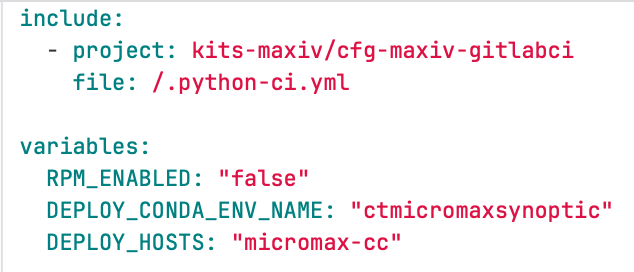 include:
  - project: kits-maxiv/cfg-maxiv-gitlabci
    file: /.python-ci.yml

variables:
  RPM_ENABLED: "false"
  DEPLOY_CONDA_ENV_NAME: "ctmicromaxsynoptic"
  DEPLOY_HOSTS: "micromax-cc"